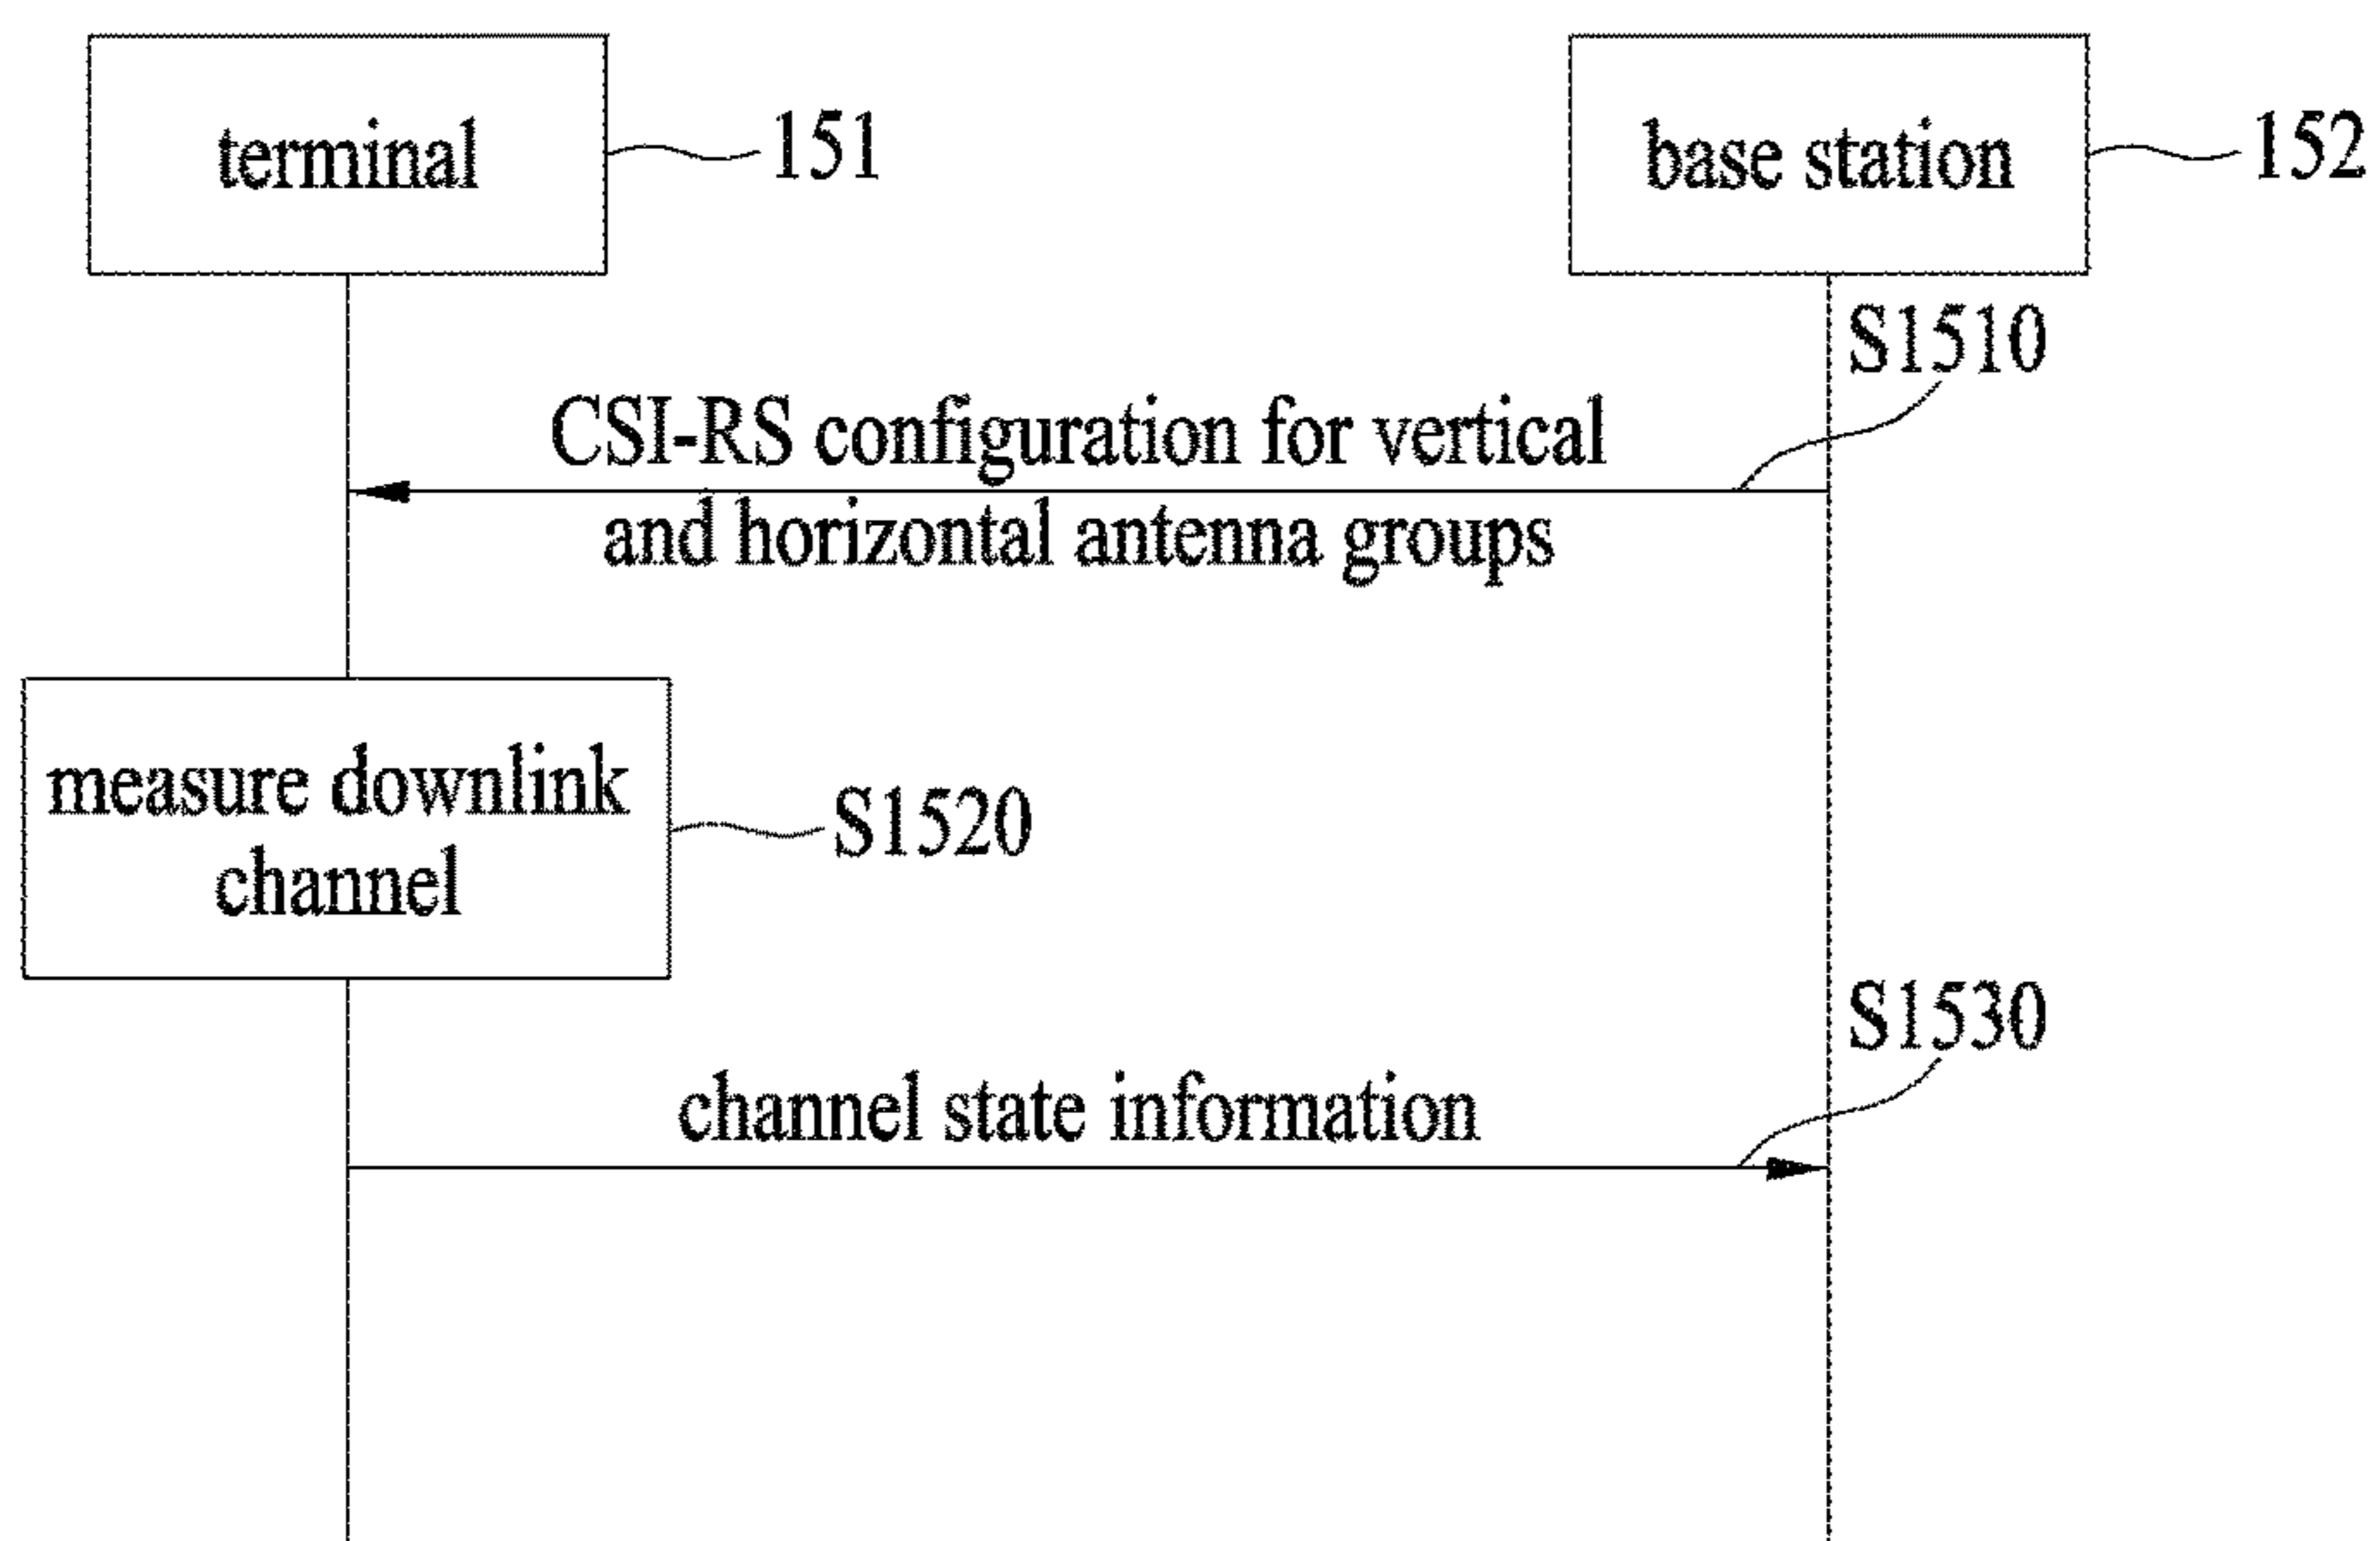 terminal
151
base station
152
S1510
CSI-RS configuration for vertical
and horizontal antenna groups
measure downlink
channel
S1520
S1530
channel state information